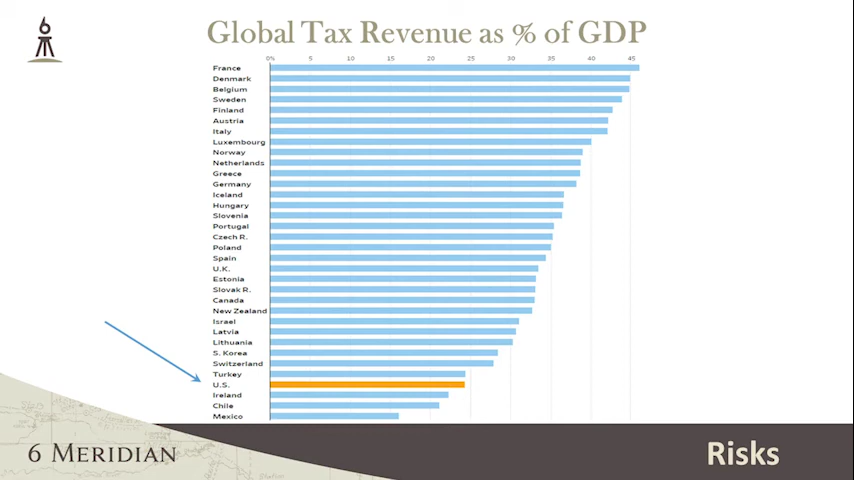 6
Global Tax Revenue as % of GDP
0% 5 10 15 20 25 30 35 40 45
France
Denmark
Belgium
Sweden
Finland
Austria
Italy
Luxembourg
Norway
Netherlands
Greece
Germany
Iceland
Hungary
Slovenia
Portugal
Czech R.
Poland
Spain
U.K.
Estonia
Slovak R.
Canada
New Zealand
Israel
Latvia
Lithuania
S. Korea
Switzerland
Turkey
U.S.
Ireland
Chile
Mexico
6 MERIDIAN
Risks